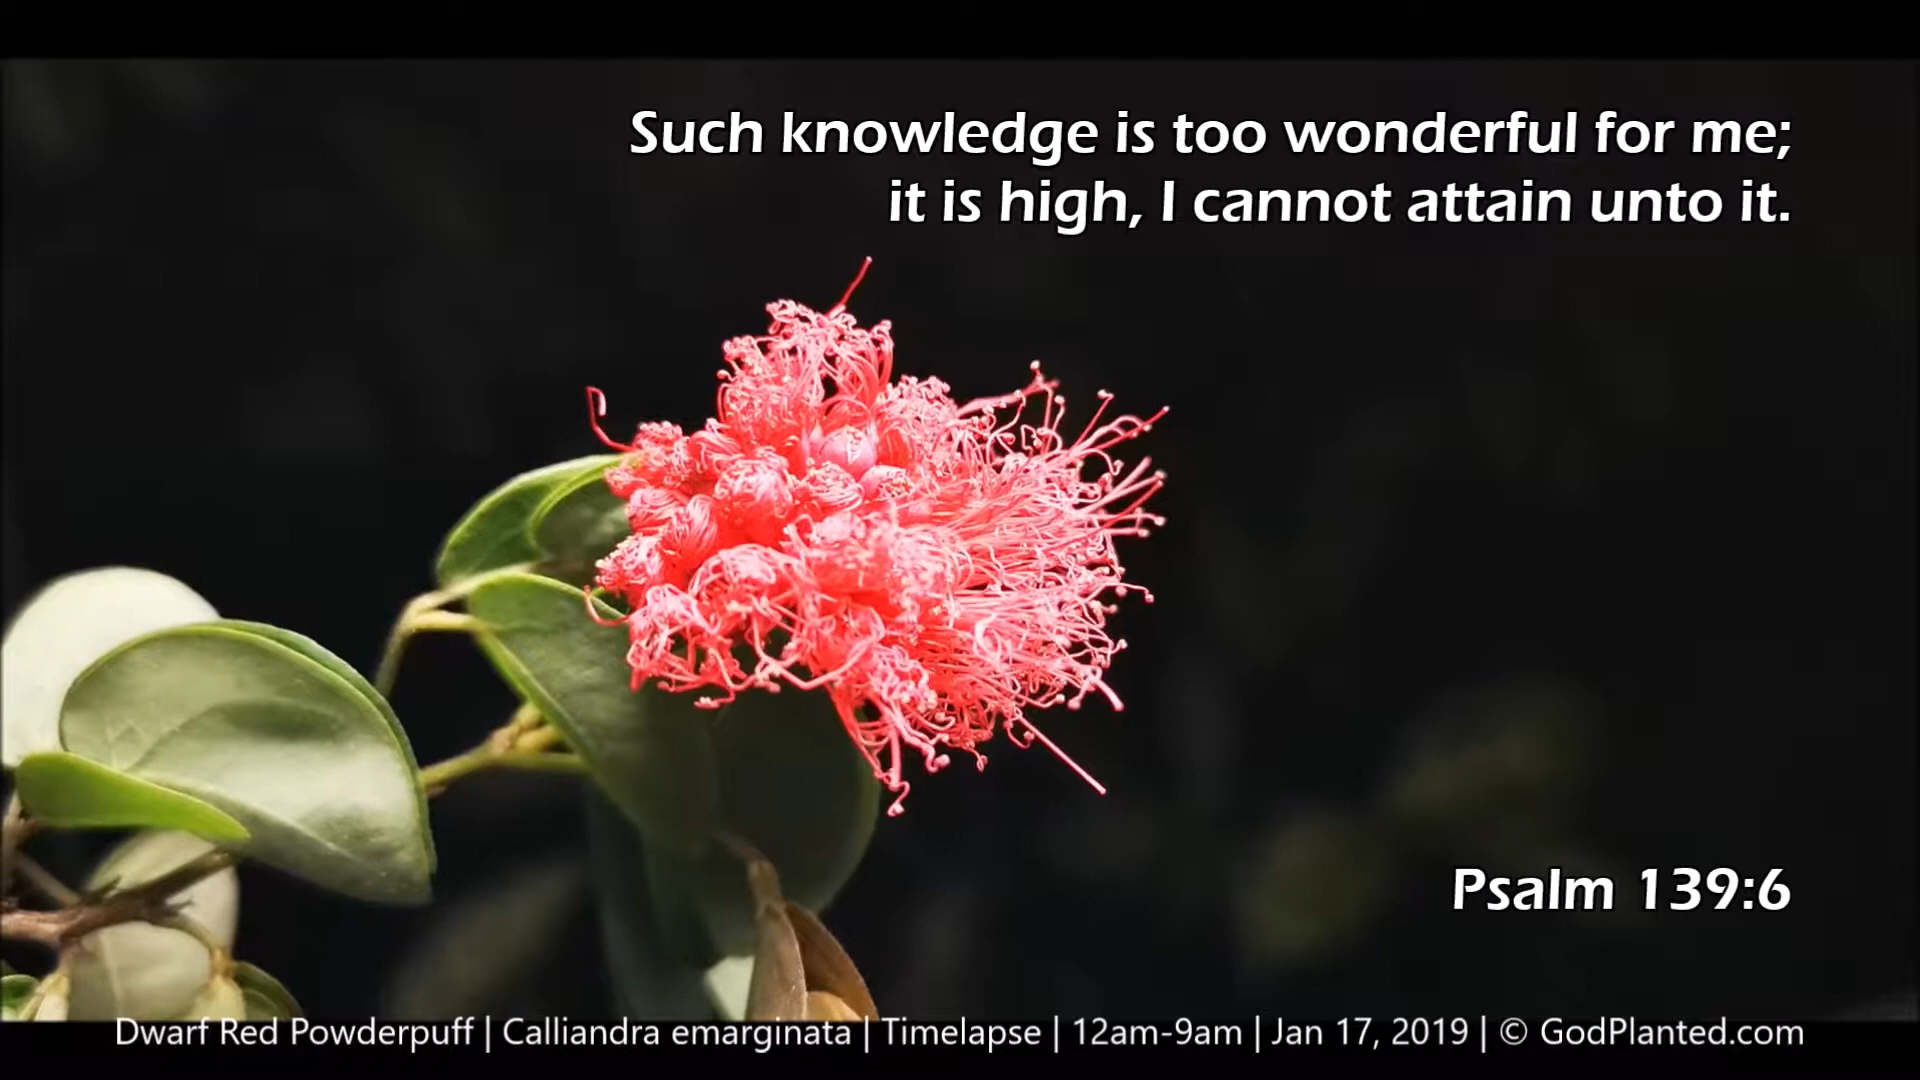 Such knowledge is too wonderful for me;
it is high, I cannot attain unto it.
Psalm 139:6
Dwarf Red Powderpuff | Calliandra emarginata | Timelapse | 12am-9am | Jan 17, 2019 | © GodPlanted.com